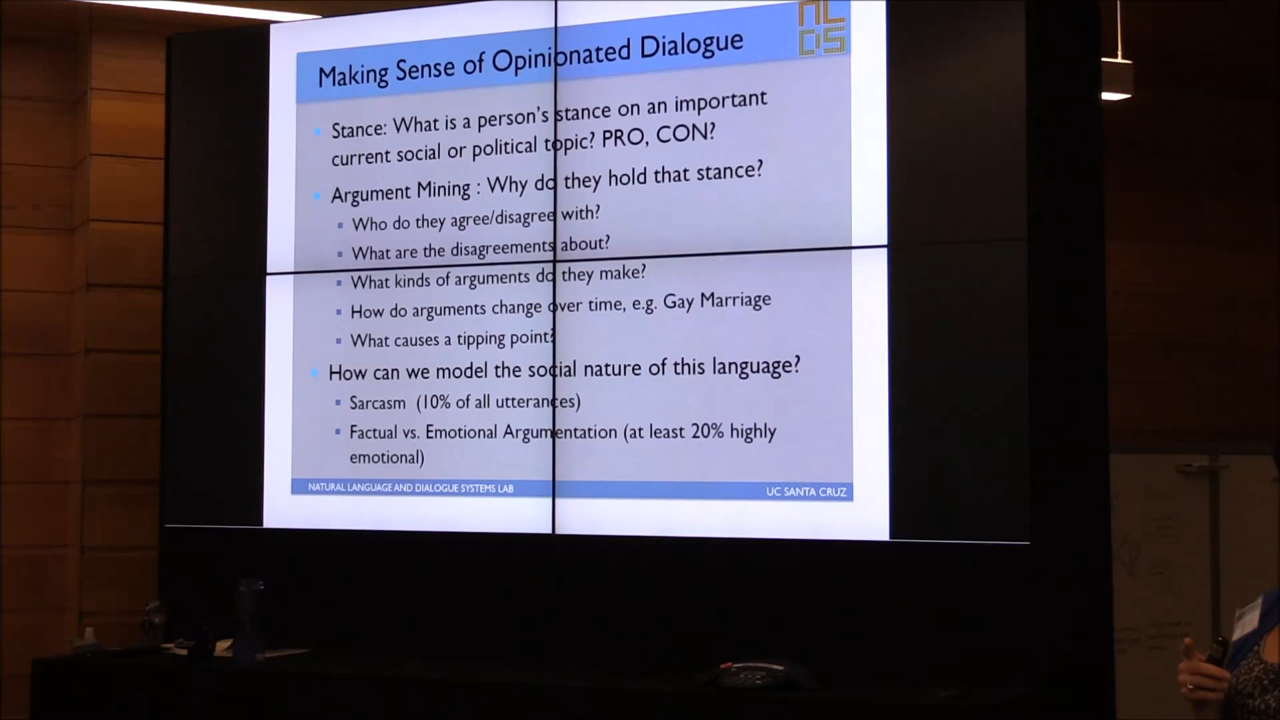 NL
DS
Making Sense of Opinionated Dialogue
Stance: What is a person's stance on an important
current social or political topic? PRO, CON?
Argument Mining : Why do they hold that stance?
Who do they agree/disagree with?
What are the disagreements about?
What kinds of arguments do they make?
How do arguments change over time, e.g. Gay Marriage
What causes a tipping point?
How can we model the social nature of this language?
Sarcasm (10% of all utterances)
Factual vs. Emotional Argumentation (at least 20% highly
emotional)
NATURAL LANGUAGE AND DIALOGUE SYSTEMS LAB
UC SANTA CRUZ